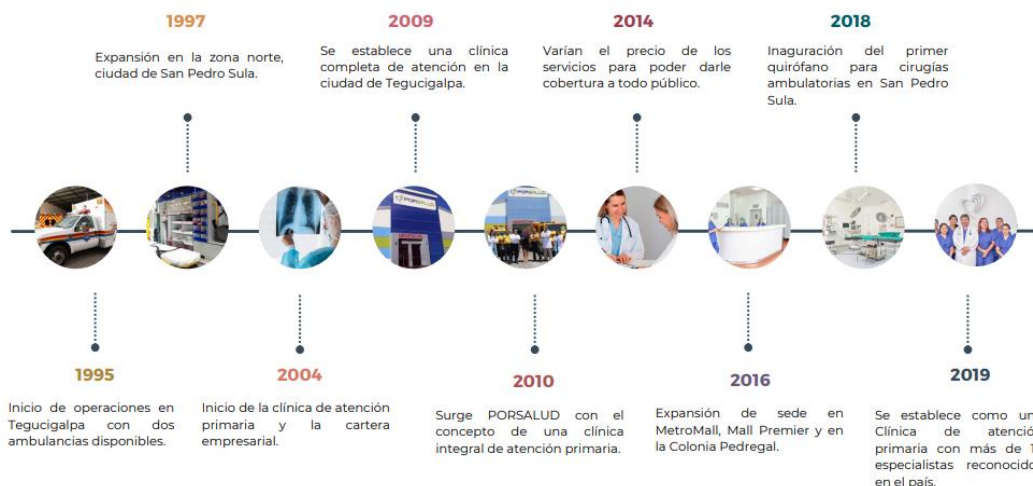 1997
Expansión en la zona norte,
ciudad de San Pedro Sula.
2009
Se establece una clínica
completa de atención en la
ciudad de Tegucigalpa.
2014
Varían el precio de los
servicios para poder darle
cobertura a todo público.
2018
Inaguración del primer
quirófano para cirugías
ambulatorias en San Pedro
Sula.
PORSALUD
1995
Inicio de operaciones en
Tegucigalpa con dos
ambulancias disponibles.
2004
Inicio de la clínica de atención
primaria y la cartera
empresarial.
2010
Surge PORSALUD con el
concepto de una clínica
integral de atención primaria.
2016
Expansión de sede en
MetroMall, Mall Premier y en
la Colonia Pedregal.
2019
Se establece como
Clínica de
primaria con más de
especialistas
en el país.